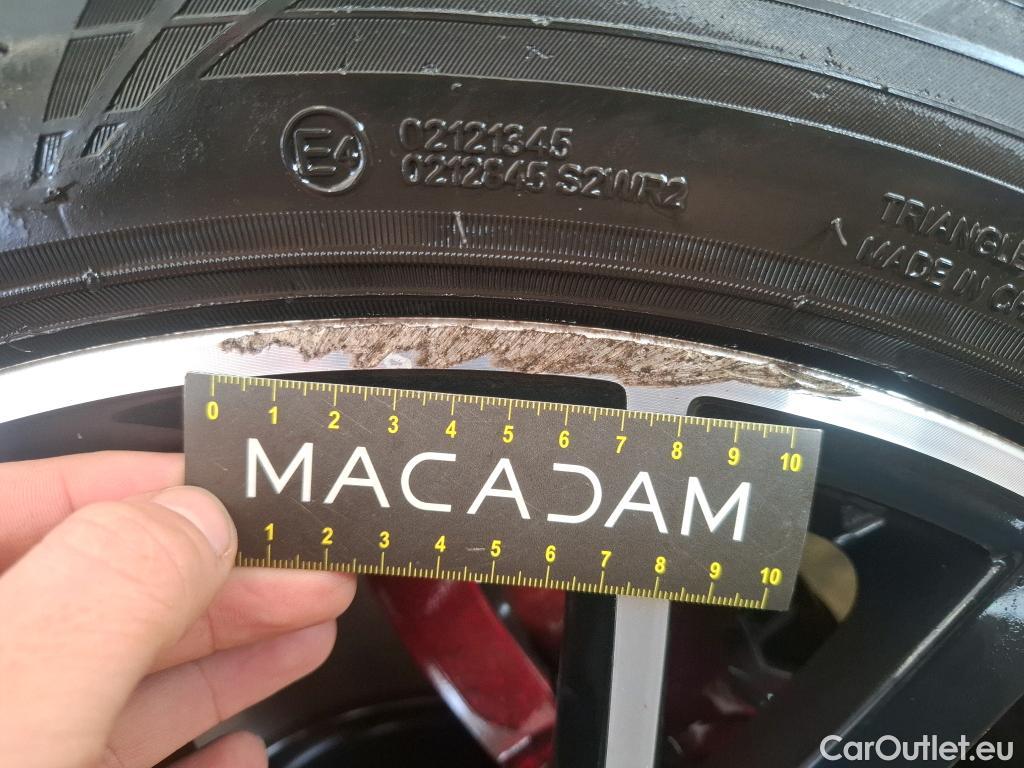 E4
02121345
0212845 S2WR2
TRIANGLE
MADE IN CH
0 1 2 3 4 5 6 7 8 9 10
MACADAM
1 2 3 4 5 6 7 8 9 10
CarOutlet.eu